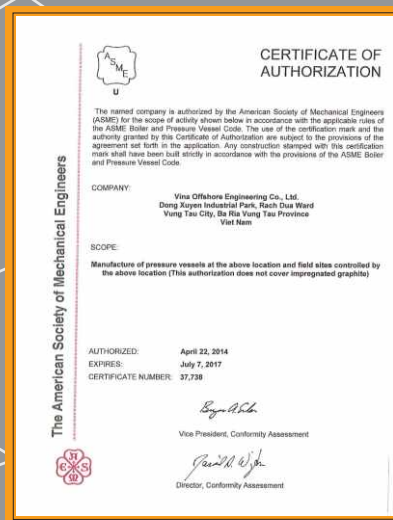 ASME
U
CERTIFICATE OF
AUTHORIZATION
The named company is authorized by the American Society of Mechanical Engineers
(ASME) for the scope of activity shown below in accordance with the applicable rules of
the ASME Boiler and Pressure Vessel Code. The use of the certification mark and the
authority granted by this Certificate of Authorization are subject to the provisions of the
agreement set forth in the application. Any construction stamped with this certification
mark shall have been built strictly in accordance with the provisions of the ASME Boiler
and Pressure Vessel Code.
COMPANY:
Vina Offshore Engineering Co., Ltd.
Dong Xuyen Industrial Park, Rach Dua Ward
Vung Tau City, Ba Ria Vung Tau Province
Viet Nam
SCOPE:
Manufacture of pressure vessels at the above location and field sites controlled by
the above location (This authorization does not cover impregnated graphite)
AUTHORIZED: April 22, 2014
EXPIRES: July 7, 2017
CERTIFICATE NUMBER: 37,738
Vice President, Conformity Assessment
Director, Conformity Assessment
The American Society of Mechanical Engineers